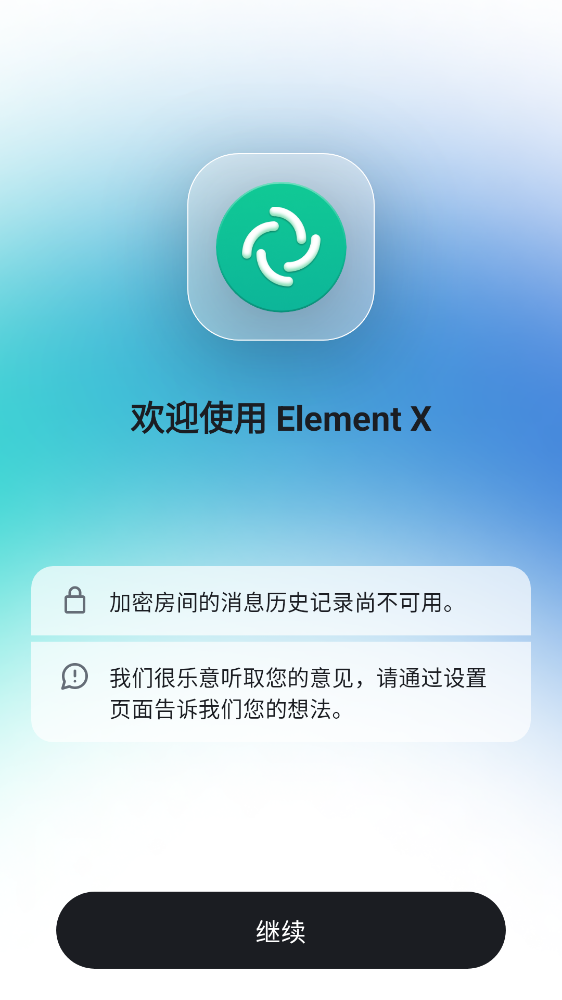 欢迎使用 Element X
加密房间的消息历史记录尚不可用。
我们很乐意听取您的意见，请通过设置
页面告诉我们您的想法。
继续